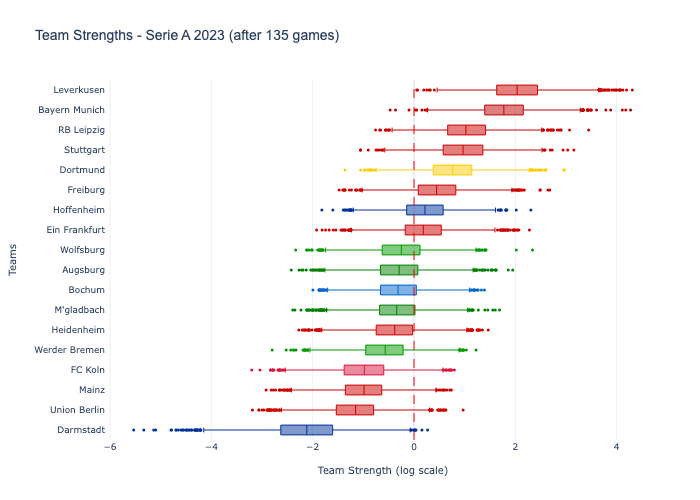 Team Strengths - Serie A 2023 (after 135 games)
Leverkusen
Bayern Munich
RB Leipzig
Stuttgart
Dortmund
Freiburg
Hoffenheim
Ein Frankfurt
Wolfsburg
Augsburg
Bochum
M'gladbach
Heidenheim
Werder Bremen
FC Koln
Mainz
Union Berlin
Darmstadt
Teams
−6 −4 −2 0 2 4
Team Strength (log scale)